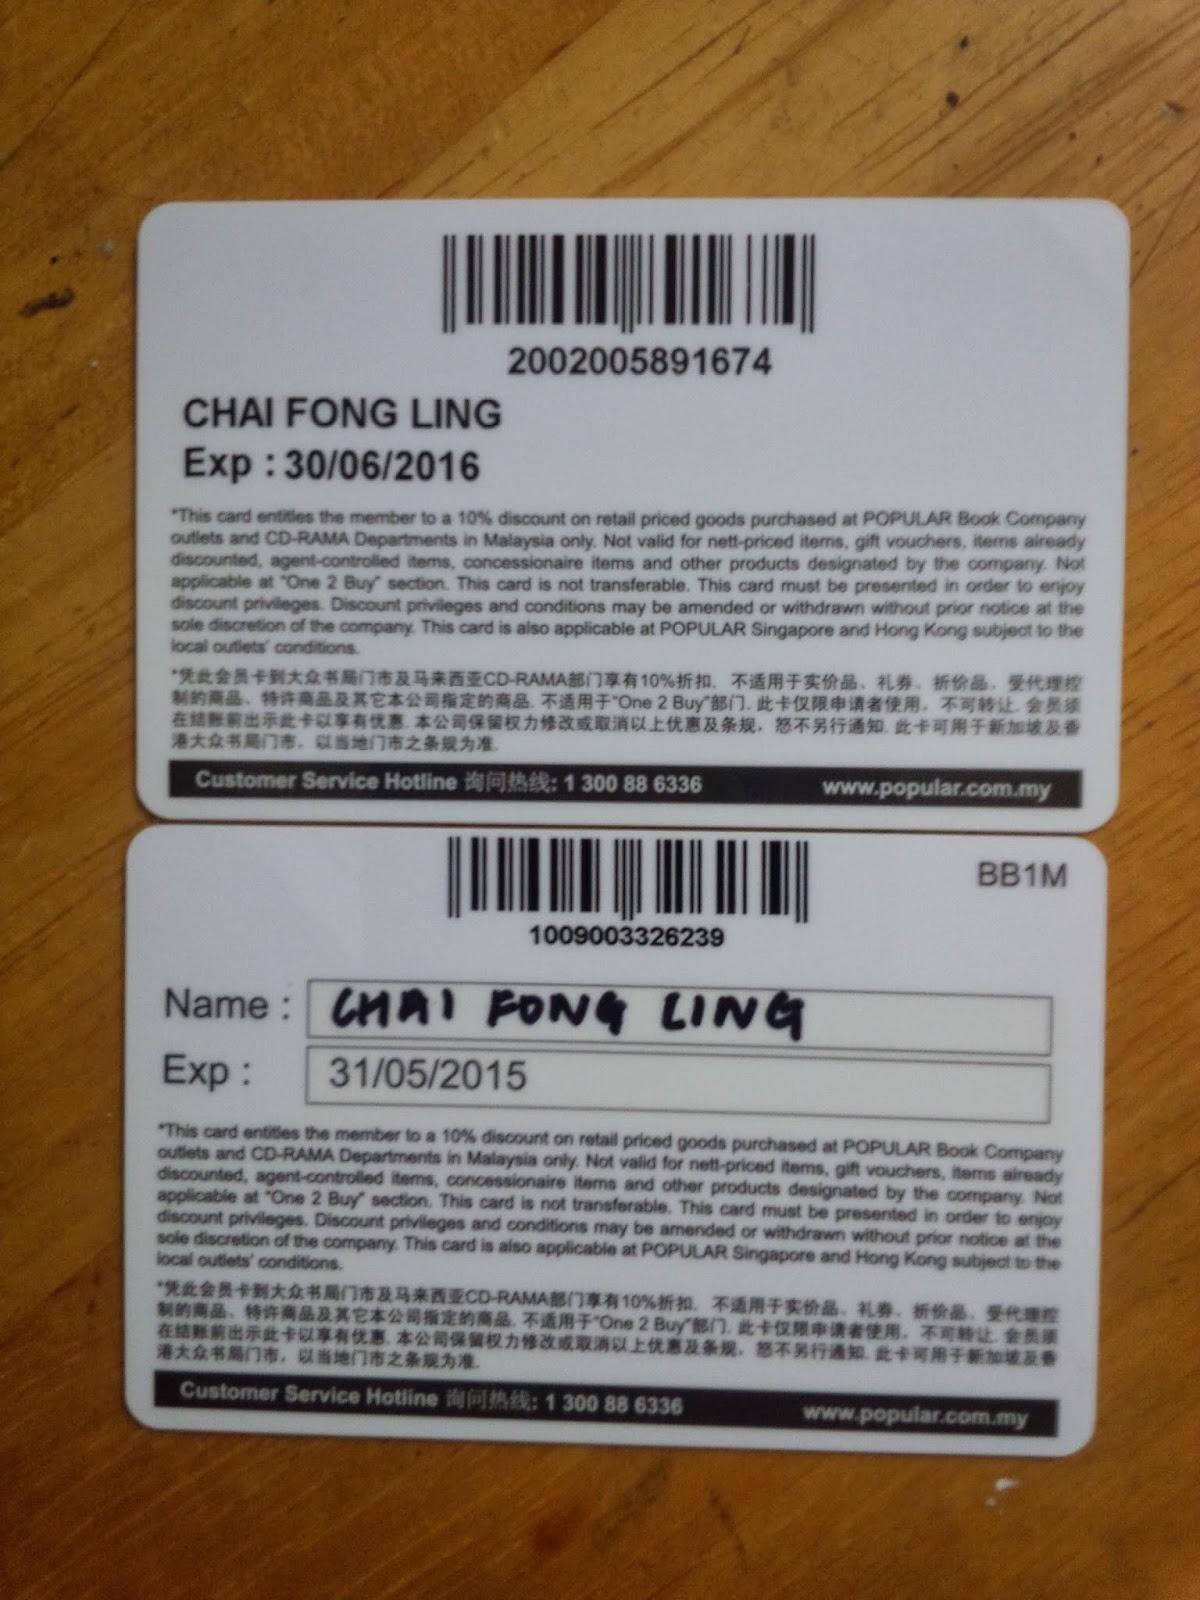 2002005891674
CHAI FONG LING
Exp : 30/06/2016
*This card entitles the member to a 10% discount on retail priced goods purchased at POPULAR Book Company
outlets and CD-RAMA Departments in Malaysia only. Not valid for nett-priced items, gift vouchers, items already
discounted, agent-controlled items, concessionaire items and other products designated by the company. Not
applicable at "One 2 Buy" section. This card is not transferable. This card must be presented in order to enjoy
discount privileges. Discount privileges and conditions may be amended or withdrawn without prior notice at the
sole discretion of the company. This card is also applicable at POPULAR Singapore and Hong Kong subject to the
local outlets' conditions.
*凭此会员卡到大众书局门市及马来西亚CD-RAMA部门享有10%折扣. 不适用于实价品、礼券、折价品、受代理控
制的商品、特许商品及其它本公司指定的商品. 不适用于"One 2 Buy"部门. 此卡仅限申请者使用, 不可转让. 会员须
在结账前出示此卡以享有优惠. 本公司保留权力修改或取消以上优惠及条规, 恕不另行通知. 此卡可用于新加坡及香
港大众书局门市, 以当地门市之条规为准.
Customer Service Hotline 询问热线: 1 300 88 6336 www.popular.com.my
BB1M
1009003326239
Name : CHAI FONG LING
Exp : 31/05/2015
*This card entitles the member to a 10% discount on retail priced goods purchased at POPULAR Book Company
outlets and CD-RAMA Departments in Malaysia only. Not valid for nett-priced items, gift vouchers, items already
discounted, agent-controlled items, concessionaire items and other products designated by the company. Not
applicable at "One 2 Buy" section. This card is not transferable. This card must be presented in order to enjoy
discount privileges. Discount privileges and conditions may be amended or withdrawn without prior notice at the
sole discretion of the company. This card is also applicable at POPULAR Singapore and Hong Kong subject to the
local outlets' conditions.
*凭此会员卡到大众书局门市及马来西亚CD-RAMA部门享有10%折扣. 不适用于实价品、礼券、折价品、受代理控
制的商品、特许商品及其它本公司指定的商品. 不适用于"One 2 Buy"部门. 此卡仅限申请者使用, 不可转让. 会员须
在结账前出示此卡以享有优惠. 本公司保留权力修改或取消以上优惠及条规, 恕不另行通知. 此卡可用于新加坡及香
港大众书局门市, 以当地门市之条规为准.
Customer Service Hotline 询问热线: 1 300 88 6336 www.popular.com.my